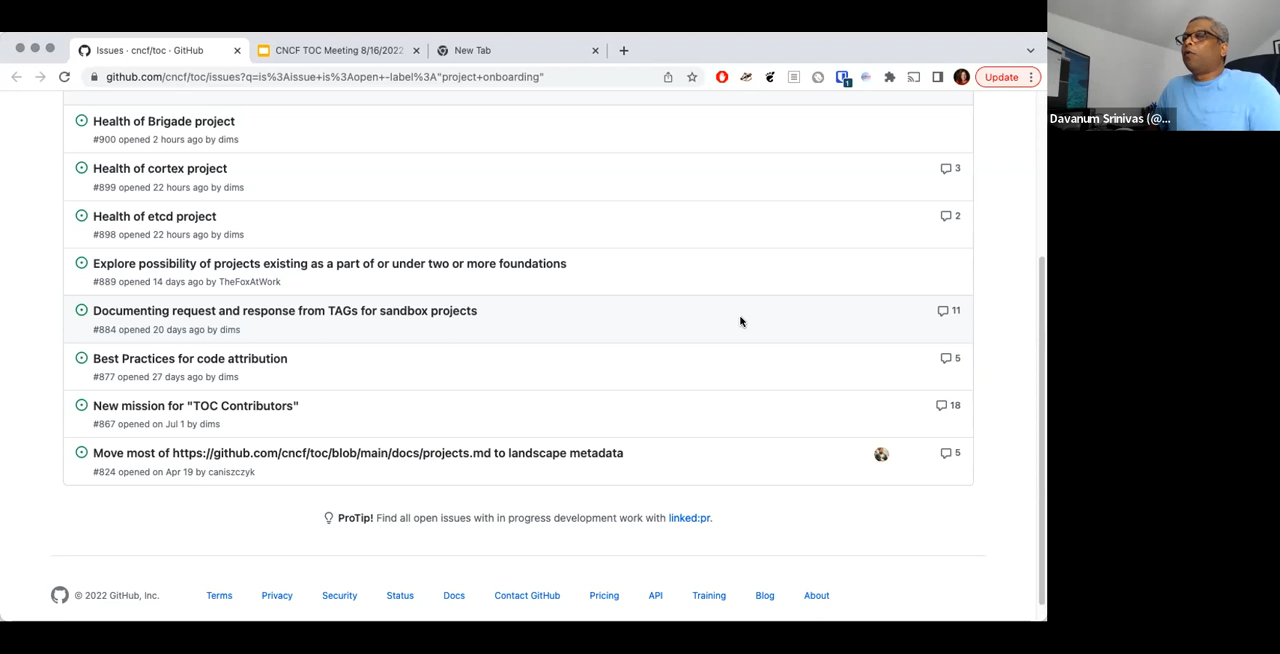 Issues · cncf/toc · GitHub
CNCF TOC Meeting 8/16/2022
New Tab
github.com/cncf/toc/issues?q=is%3Aissue+is%3Aopen+-label%3A"project+onboarding"
1
Update
Davanum Srinivas (@...
Health of Brigade project
#900 opened 2 hours ago by dims
Health of cortex project
3
#899 opened 22 hours ago by dims
Health of etcd project
2
#898 opened 22 hours ago by dims
Explore possibility of projects existing as a part of or under two or more foundations
#889 opened 14 days ago by TheFoxAtWork
Documenting request and response from TAGs for sandbox projects
11
#884 opened 20 days ago by dims
Best Practices for code attribution
5
#877 opened 27 days ago by dims
New mission for "TOC Contributors"
18
#867 opened on Jul 1 by dims
Move most of https://github.com/cncf/toc/blob/main/docs/projects.md to landscape metadata
5
#824 opened on Apr 19 by caniszczyk
ProTip! Find all open issues with in progress development work with linked:pr.
© 2022 GitHub, Inc.
Terms
Privacy
Security
Status
Docs
Contact GitHub
Pricing
API
Training
Blog
About